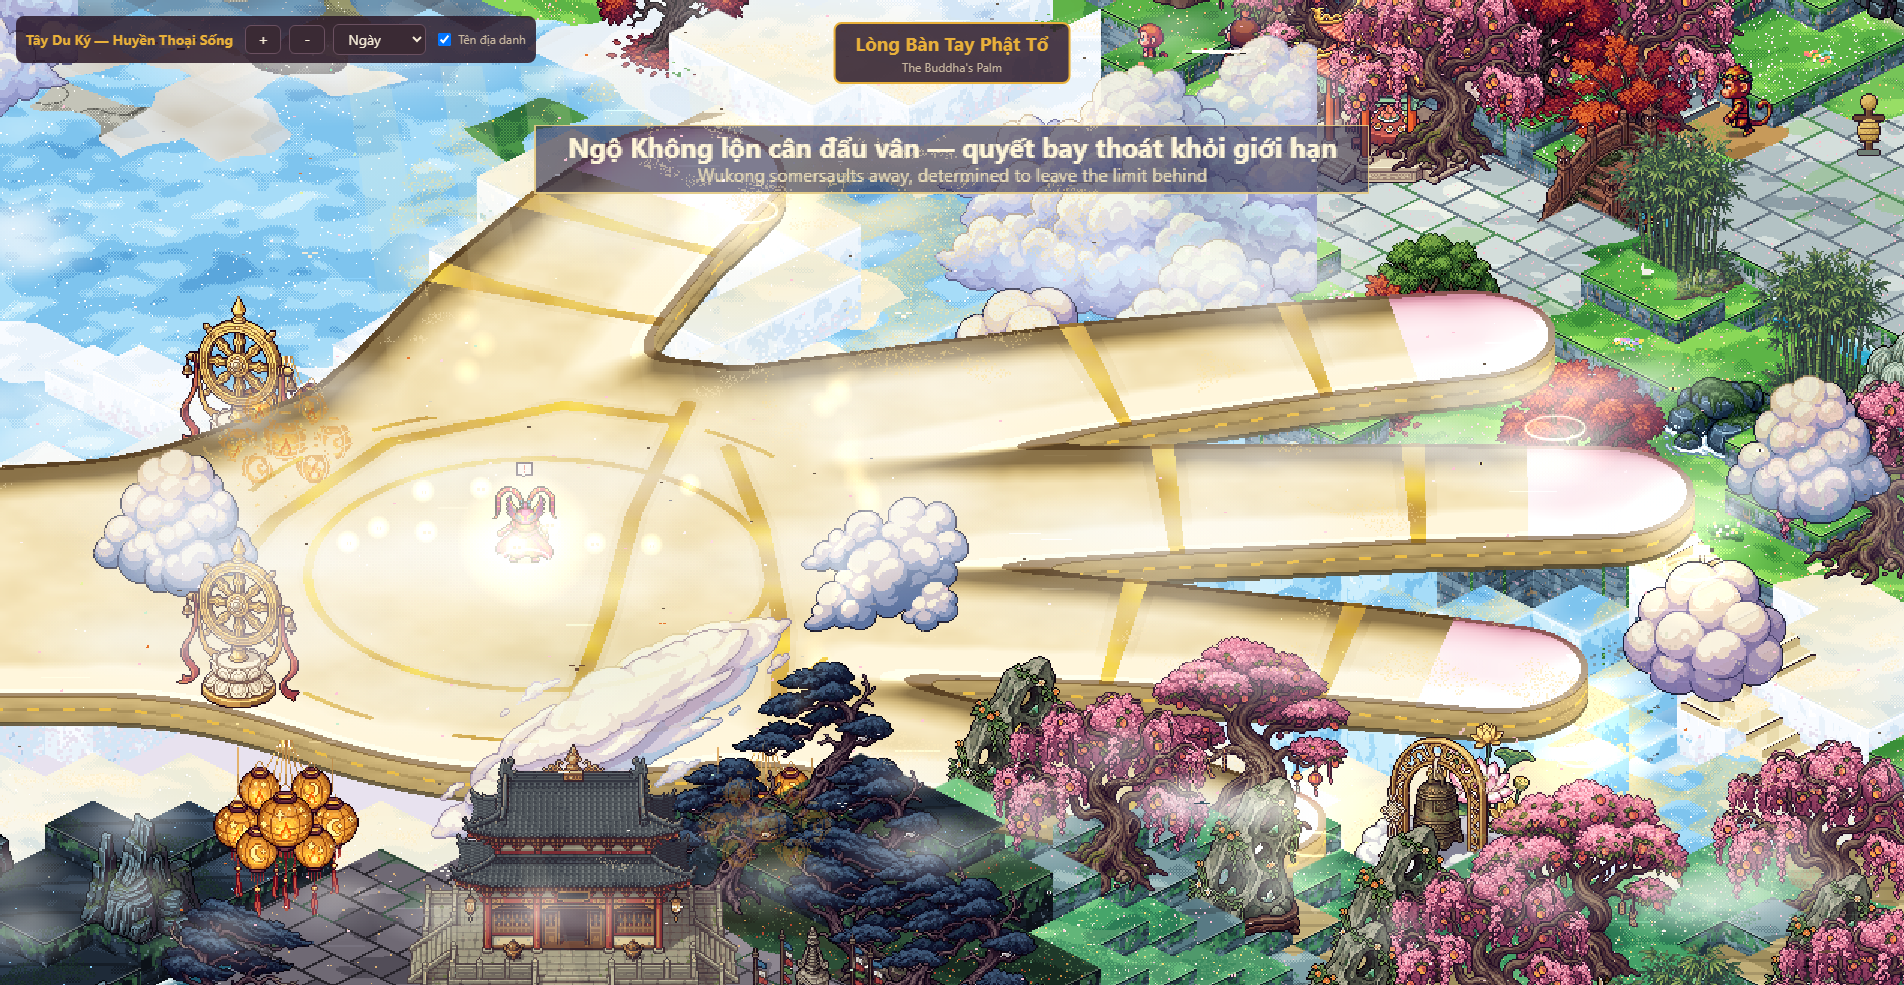 Tây Du Ký — Huyền Thoại Sống
+
-
Ngày
Tên địa danh
Lòng Bàn Tay Phật Tổ
The Buddha's Palm
Ngộ Không lộn cân đẩu vân — quyết bay thoát khỏi giới hạn
Wukong somersaults away, determined to leave the limit behind